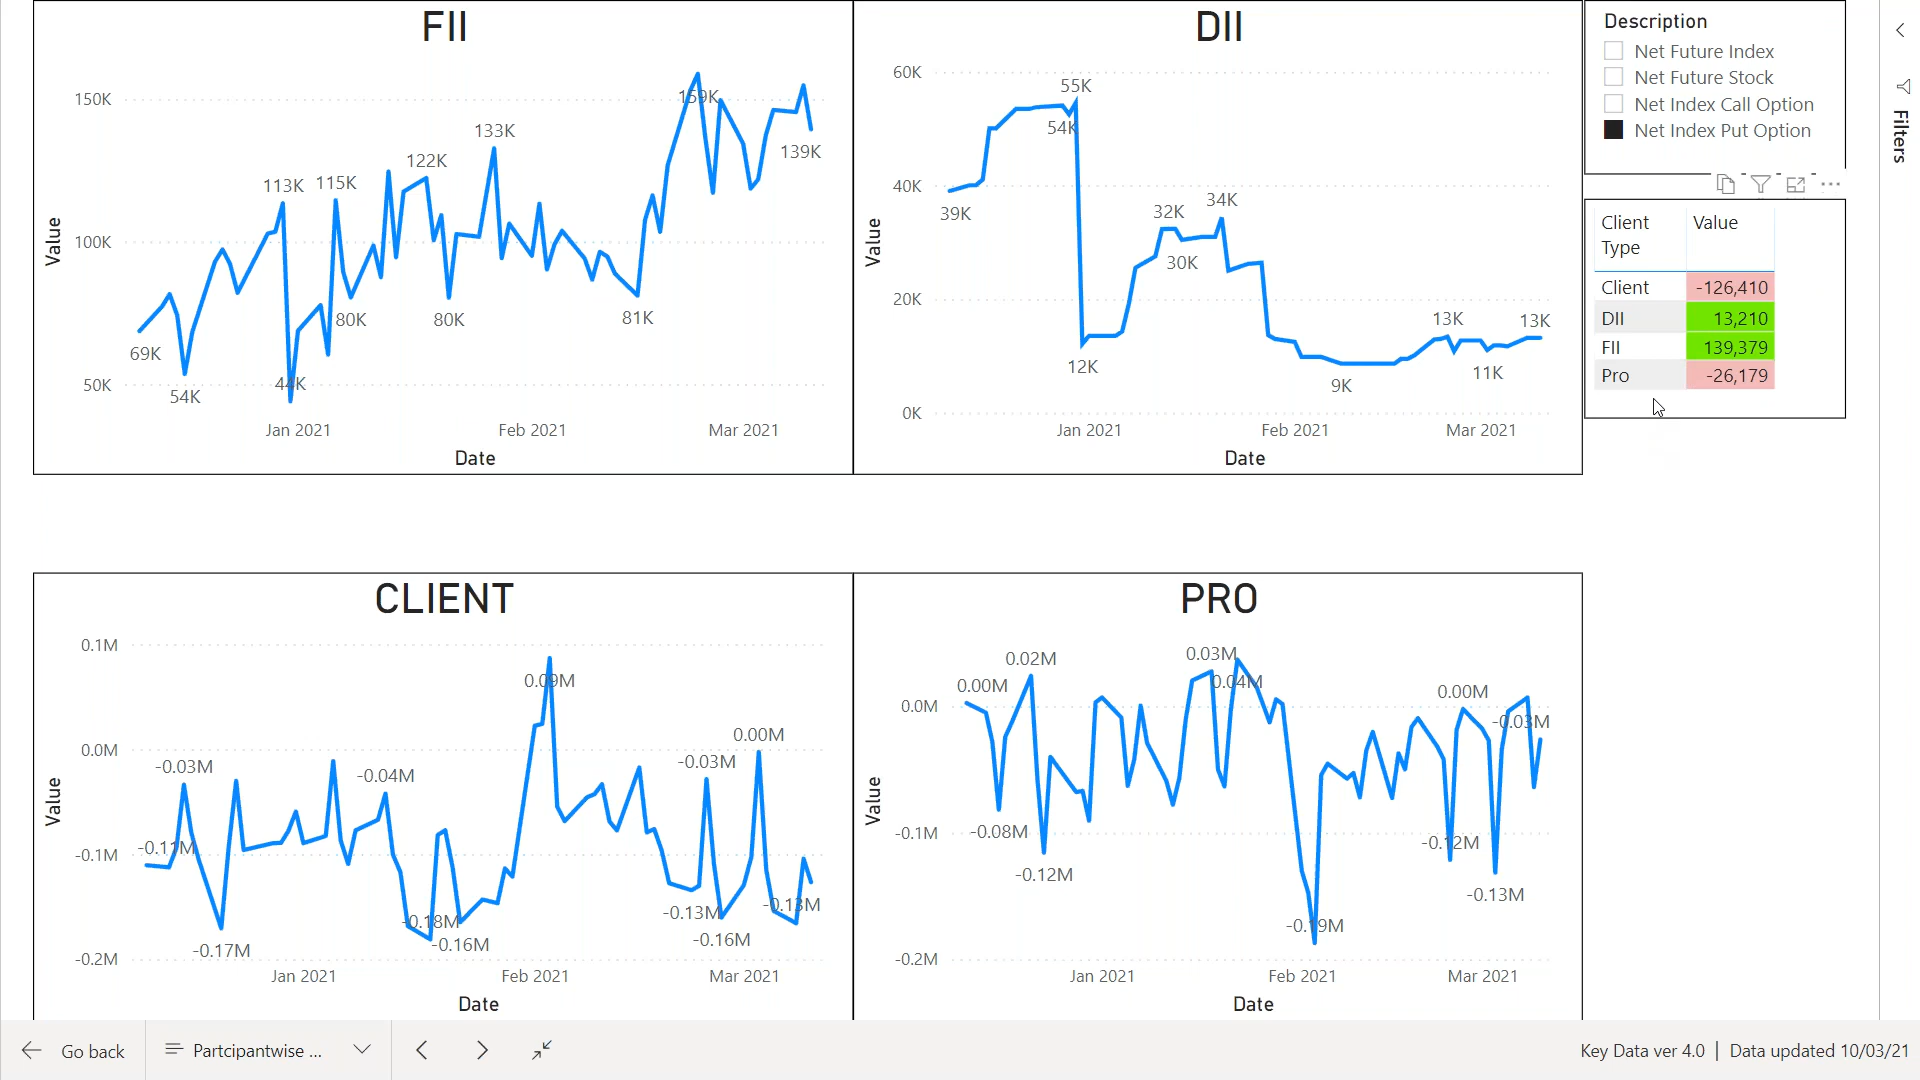 FII
150K
100K
50K
Value
69K
54K
113K
44K
115K
80K
122K
80K
133K
81K
159K
139K
Jan 2021
Feb 2021
Mar 2021
Date
DII
60K
40K
20K
0K
Value
39K
55K
54K
12K
32K
30K
34K
9K
13K
11K
13K
Jan 2021
Feb 2021
Mar 2021
Date
Description
Net Future Index
Net Future Stock
Net Index Call Option
Net Index Put Option
Client Type Value
Client -126,410
DII 13,210
FII 139,379
Pro -26,179
Filters
CLIENT
0.1M
0.0M
-0.1M
-0.2M
Value
-0.11M
-0.03M
-0.17M
-0.04M
-0.18M
-0.16M
0.09M
-0.13M
-0.03M
-0.16M
0.00M
-0.13M
Jan 2021
Feb 2021
Mar 2021
Date
PRO
0.0M
-0.1M
-0.2M
Value
0.00M
-0.08M
0.02M
-0.12M
0.03M
0.04M
-0.19M
-0.12M
0.00M
-0.13M
-0.03M
Jan 2021
Feb 2021
Mar 2021
Date
Go back
Partcipantwise ...
Key Data ver 4.0 | Data updated 10/03/21